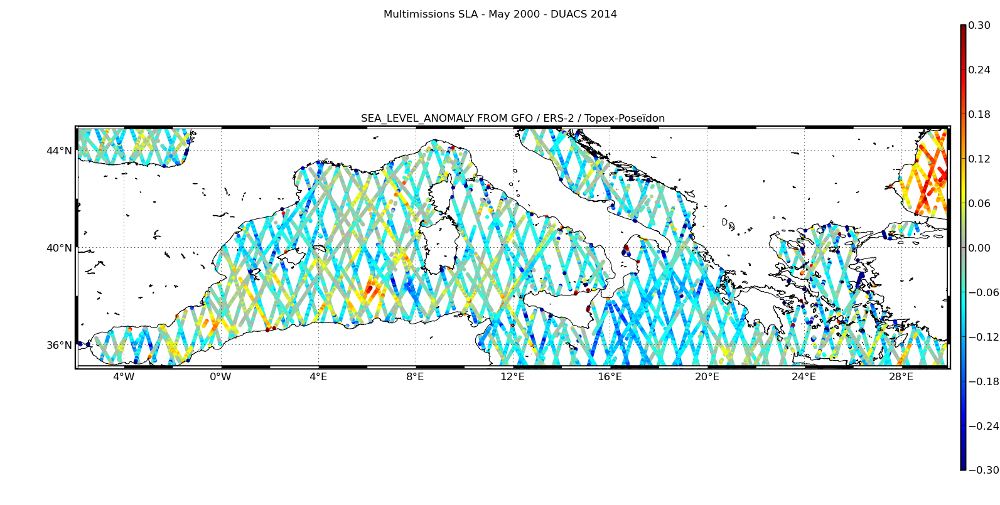 Multimissions SLA - May 2000 - DUACS 2014
SEA_LEVEL_ANOMALY FROM GFO / ERS-2 / Topex-Poseïdon
44°N
40°N
36°N
4°W
0°W
4°E
8°E
12°E
16°E
20°E
24°E
28°E
0.30
0.24
0.18
0.12
0.06
0.00
−0.06
−0.12
−0.18
−0.24
−0.30